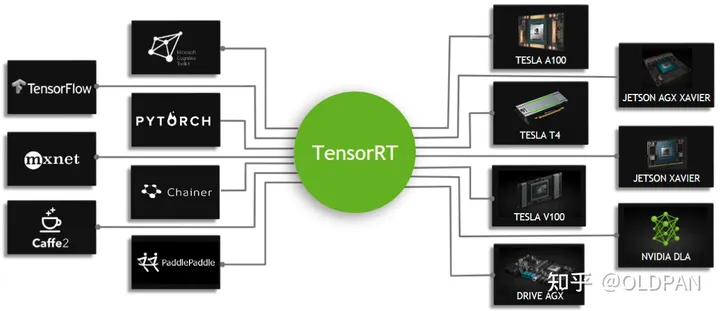 Microsoft
Cognitive
Toolkit
TensorFlow
PYTORCH
mxnet
Chainer
Caffe2
PaddlePaddle
TensorRT
TESLA A100
JETSON AGX XAVIER
TESLA T4
JETSON XAVIER
TESLA V100
NVIDIA DLA
DRIVE AGX
知乎 @OLDPAN